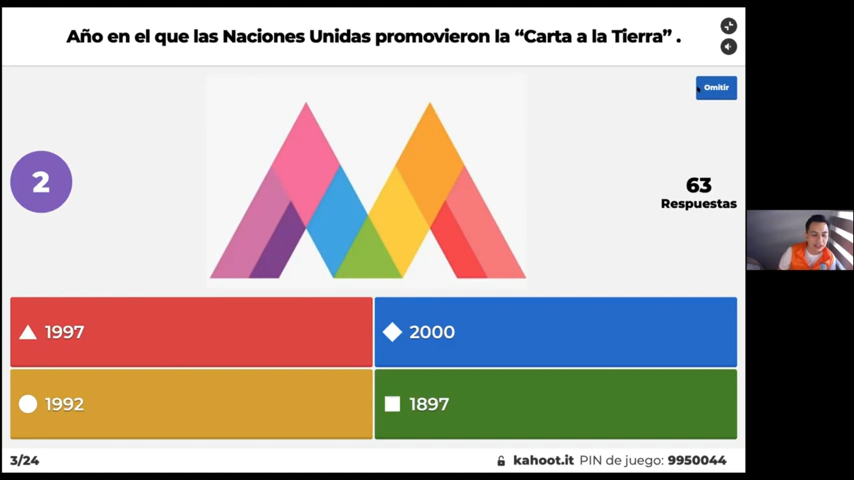 Año en el que las Naciones Unidas promovieron la “Carta a la Tierra” .
Omitir
2
63
Respuestas
1997
2000
1992
1897
3/24
kahoot.it PIN de juego: 9950044